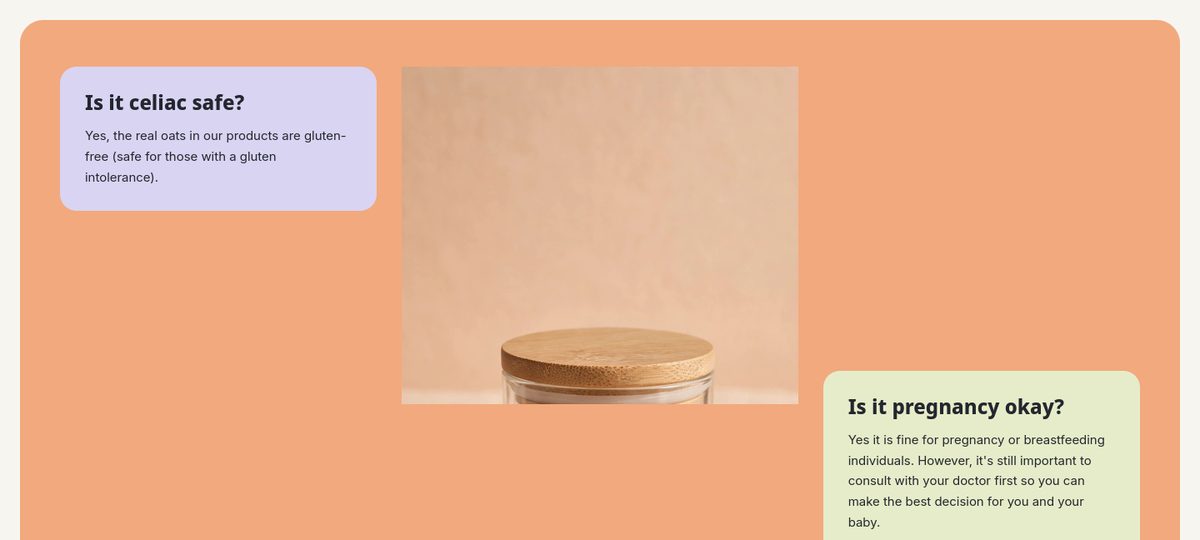 Is it celiac safe?
Yes, the real oats in our products are gluten-
free (safe for those with a gluten
intolerance).
Is it pregnancy okay?
Yes it is fine for pregnancy or breastfeeding
individuals. However, it's still important to
consult with your doctor first so you can
make the best decision for you and your
baby.